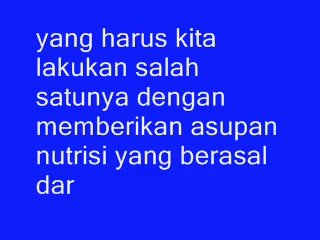 yang harus kita
lakukan salah
satunya dengan
memberikan asupan
nutrisi yang berasal
dar